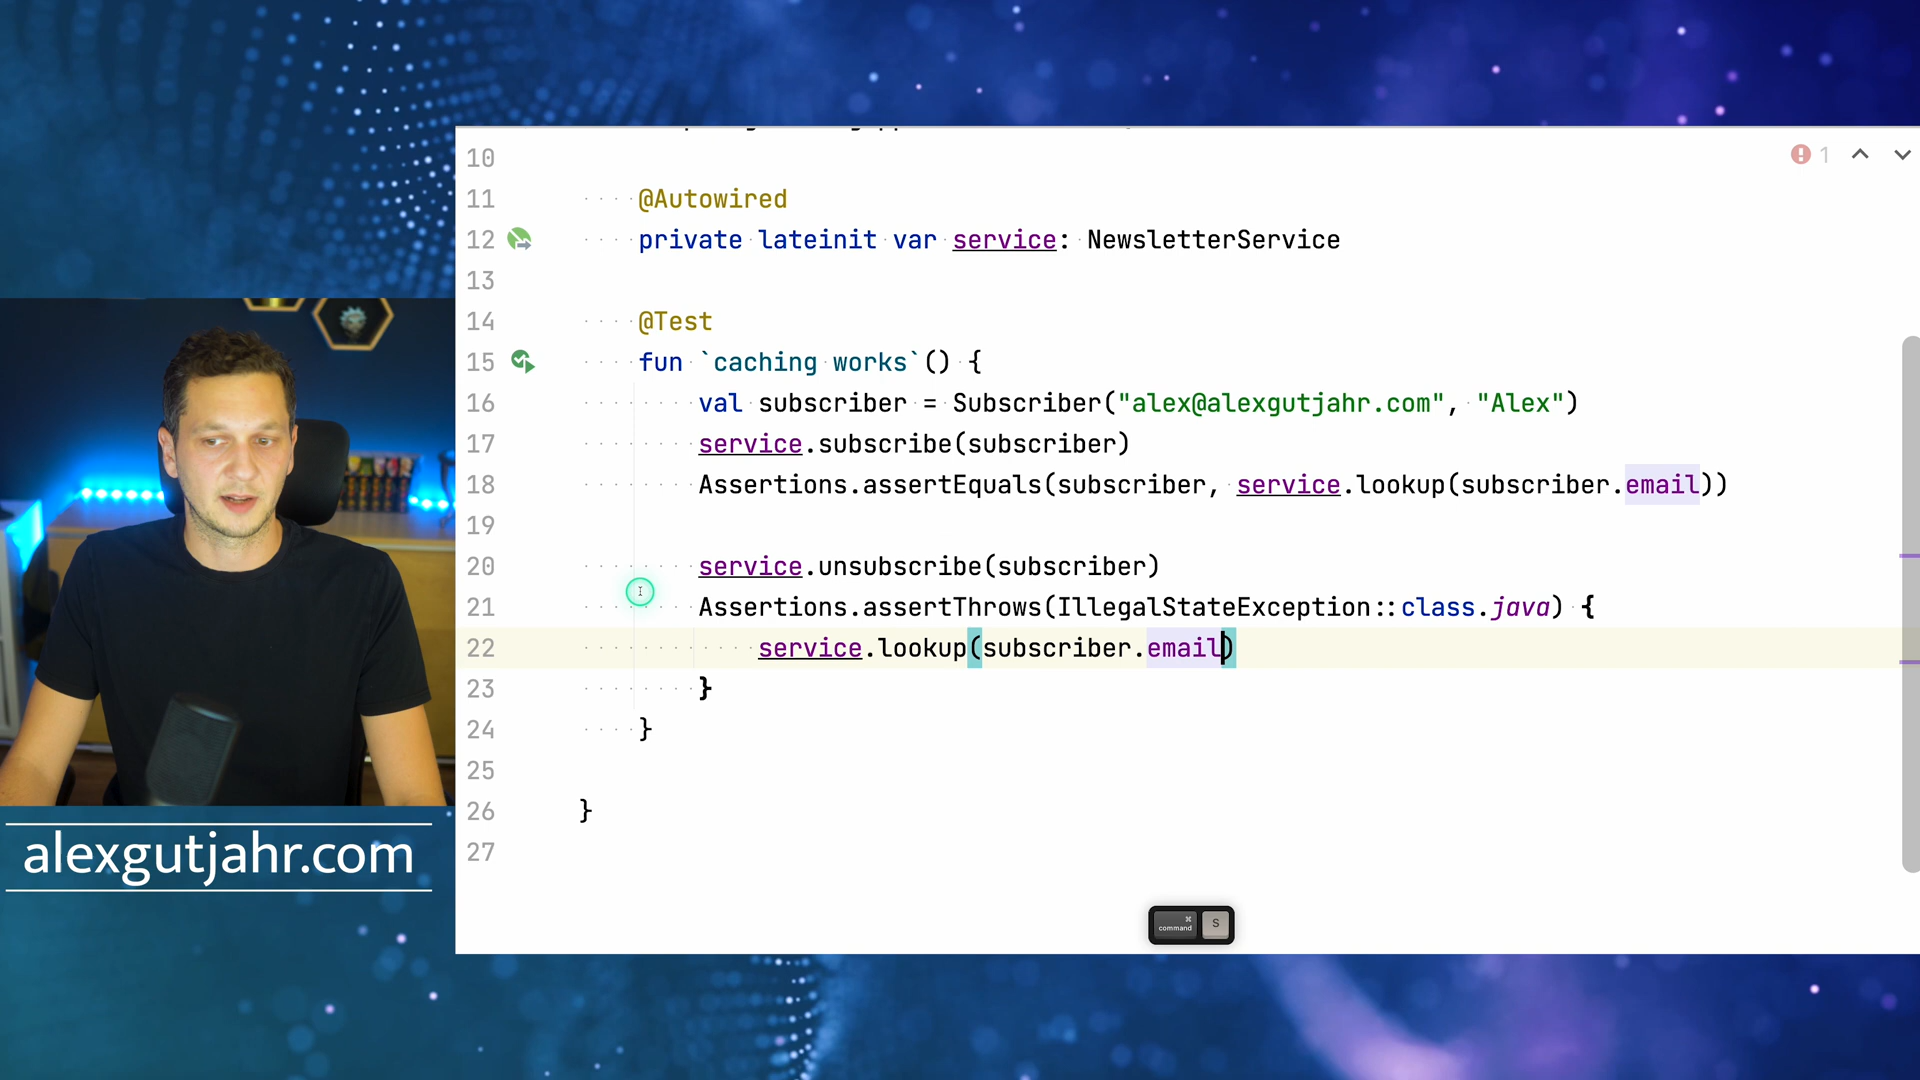 10
1
11 @Autowired
12 private lateinit var service: NewsletterService
13
14 @Test
15 fun `caching works`() {
16 val subscriber = Subscriber("alex@alexgutjahr.com", "Alex")
17 service.subscribe(subscriber)
18 Assertions.assertEquals(subscriber, service.lookup(subscriber.email))
19
20 service.unsubscribe(subscriber)
21 Assertions.assertThrows(IllegalStateException::class.java) {
22 service.lookup(subscriber.email)
23 }
24 }
25
26 }
27
alexgutjahr.com
⌘
command S